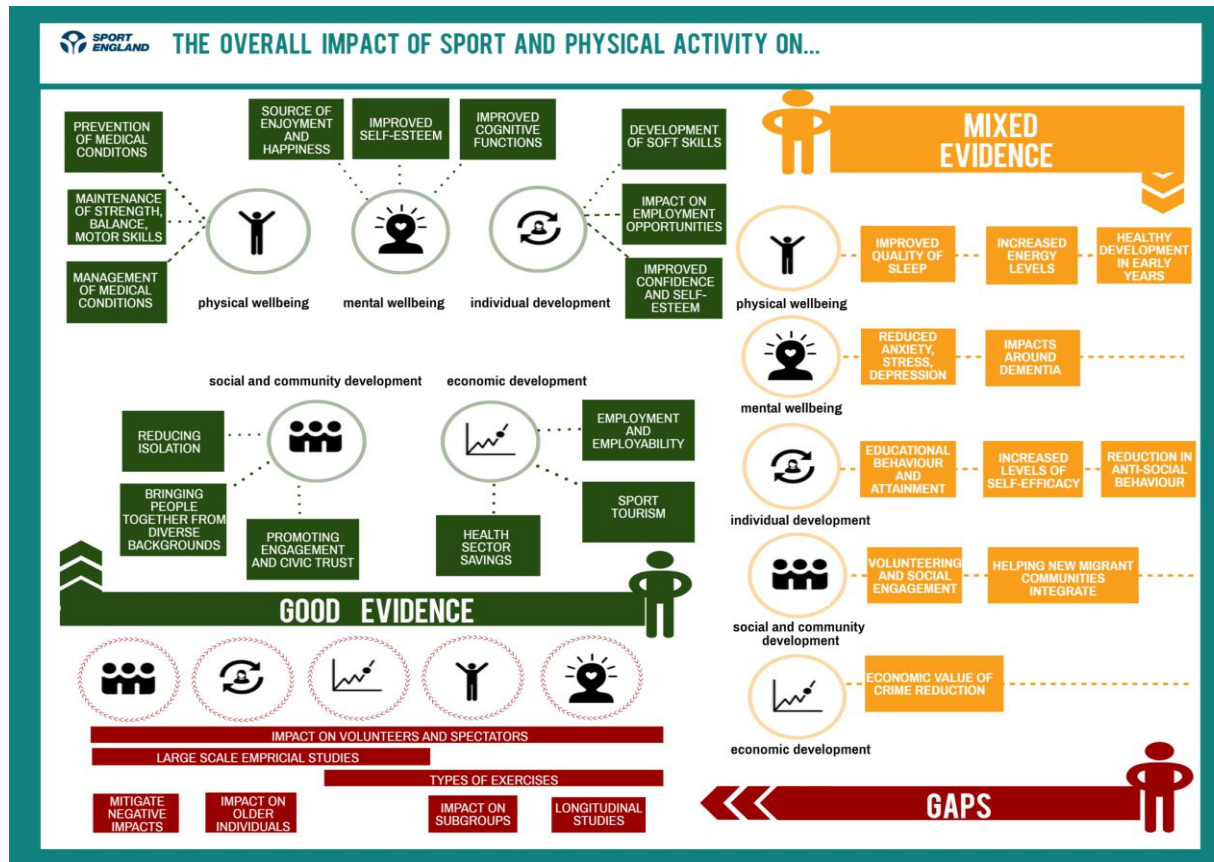 SPORT
ENGLAND
THE OVERALL IMPACT OF SPORT AND PHYSICAL ACTIVITY ON...
PREVENTION
OF MEDICAL
CONDITONS
MAINTENANCE
OF STRENGTH,
BALANCE,
MOTOR SKILLS
MANAGEMENT
OF MEDICAL
CONDITIONS
physical wellbeing
SOURCE OF
ENJOYMENT
AND
HAPPINESS
IMPROVED
SELF-ESTEEM
IMPROVED
COGNITIVE
FUNCTIONS
mental wellbeing
DEVELOPMENT
OF SOFT SKILLS
IMPACT ON
EMPLOYMENT
OPPORTUNITIES
IMPROVED
CONFIDENCE
AND SELF-
ESTEEM
individual development
social and community development
REDUCING
ISOLATION
BRINGING
PEOPLE
TOGETHER FROM
DIVERSE
BACKGROUNDS
PROMOTING
ENGAGEMENT
AND CIVIC TRUST
economic development
EMPLOYMENT
AND
EMPLOYABILITY
SPORT
TOURISM
HEALTH
SECTOR
SAVINGS
GOOD EVIDENCE
MIXED
EVIDENCE
physical wellbeing
IMPROVED
QUALITY OF
SLEEP
INCREASED
ENERGY
LEVELS
HEALTHY
DEVELOPMENT
IN EARLY
YEARS
mental wellbeing
REDUCED
ANXIETY,
STRESS,
DEPRESSION
IMPACTS
AROUND
DEMENTIA
individual development
EDUCATIONAL
BEHAVIOUR
AND
ATTAINMENT
INCREASED
LEVELS OF
SELF-EFFICACY
REDUCTION IN
ANTI-SOCIAL
BEHAVIOUR
social and community
development
VOLUNTEERING
AND SOCIAL
ENGAGEMENT
HELPING NEW MIGRANT
COMMUNITIES
INTEGRATE
economic development
ECONOMIC VALUE OF
CRIME REDUCTION
IMPACT ON VOLUNTEERS AND SPECTATORS
LARGE SCALE EMPRICIAL STUDIES
TYPES OF EXERCISES
MITIGATE
NEGATIVE
IMPACTS
IMPACT ON
OLDER
INDIVIDUALS
IMPACT ON
SUBGROUPS
LONGITUDINAL
STUDIES
GAPS